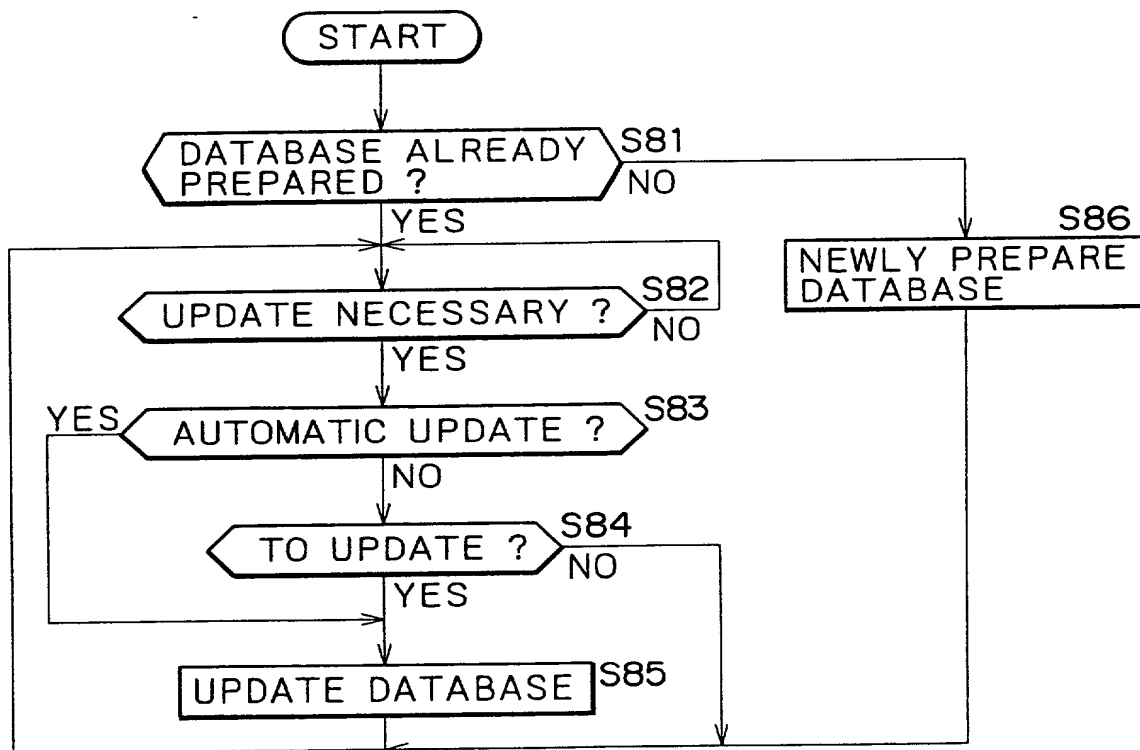 START
DATABASE ALREADY
PREPARED ?
S81
NO
YES
S86
NEWLY PREPARE
DATABASE
UPDATE NECESSARY ?
S82
NO
YES
YES
AUTOMATIC UPDATE ?
S83
NO
TO UPDATE ?
S84
NO
YES
UPDATE DATABASE
S85